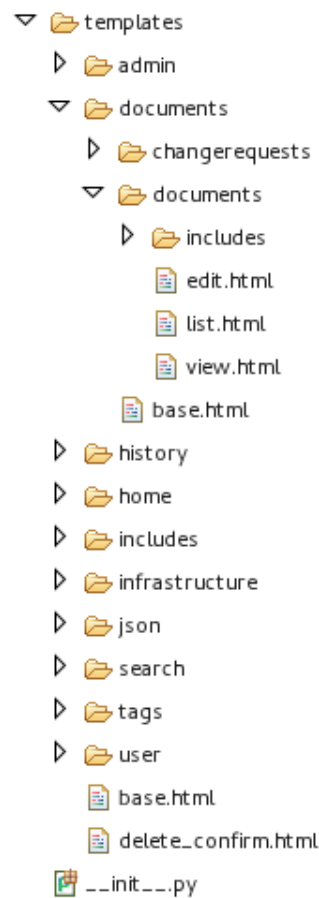 templates
admin
documents
changerequests
documents
includes
edit.html
list.html
view.html
base.html
history
home
includes
infrastructure
json
search
tags
user
base.html
delete_confirm.html
__init__.py